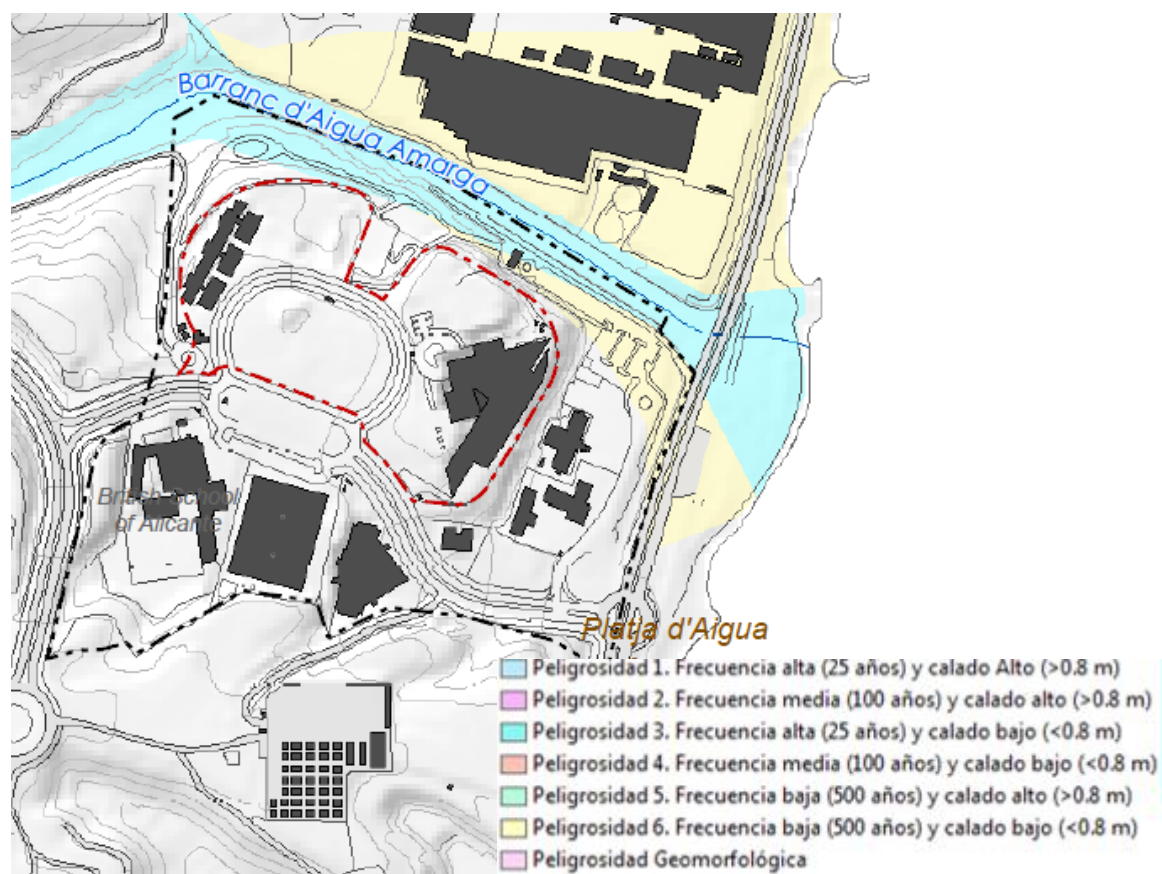 Barranc d'Aigua Amarga
British School
of Alicante
Platja d'Aigua
Peligrosidad 1. Frecuencia alta (25 años) y calado Alto (>0.8 m)
Peligrosidad 2. Frecuencia media (100 años) y calado alto (>0.8 m)
Peligrosidad 3. Frecuencia alta (25 años) y calado bajo (<0.8 m)
Peligrosidad 4. Frecuencia media (100 años) y calado bajo (<0.8 m)
Peligrosidad 5. Frecuencia baja (500 años) y calado alto (>0.8 m)
Peligrosidad 6. Frecuencia baja (500 años) y calado bajo (<0.8 m)
Peligrosidad Geomorfológica